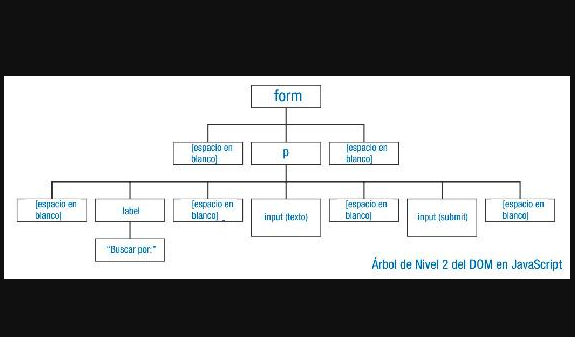 form
[espacio en
blanco]
p
[espacio en
blanco]
[espacio en
blanco]
label
[espacio en
blanco]
input (texto)
[espacio en
blanco]
input (submit)
[espacio en
blanco]
"Buscar por:"
Árbol de Nivel 2 del DOM en JavaScript